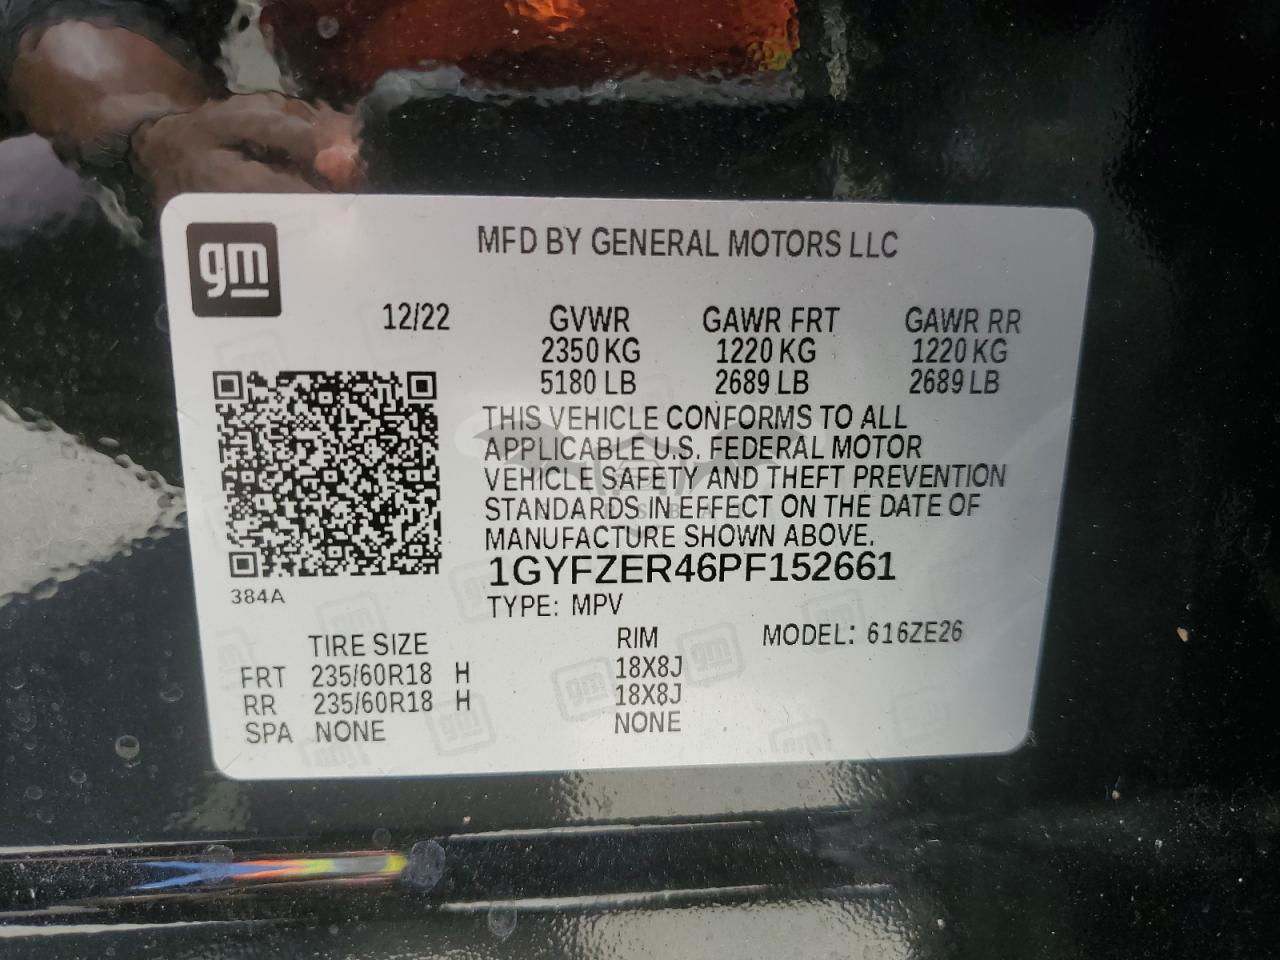 gm
MFD BY GENERAL MOTORS LLC
12/22 GVWR GAWR FRT GAWR RR
2350 KG 1220 KG 1220 KG
5180 LB 2689 LB 2689 LB
THIS VEHICLE CONFORMS TO ALL
APPLICABLE U.S. FEDERAL MOTOR
VEHICLE SAFETY AND THEFT PREVENTION
STANDARDS IN EFFECT ON THE DATE OF
MANUFACTURE SHOWN ABOVE.
1GYFZER46PF152661
384A
TYPE: MPV
TIRE SIZE RIM MODEL: 616ZE26
FRT 235/60R18 H 18X8J
RR 235/60R18 H 18X8J
SPA NONE NONE